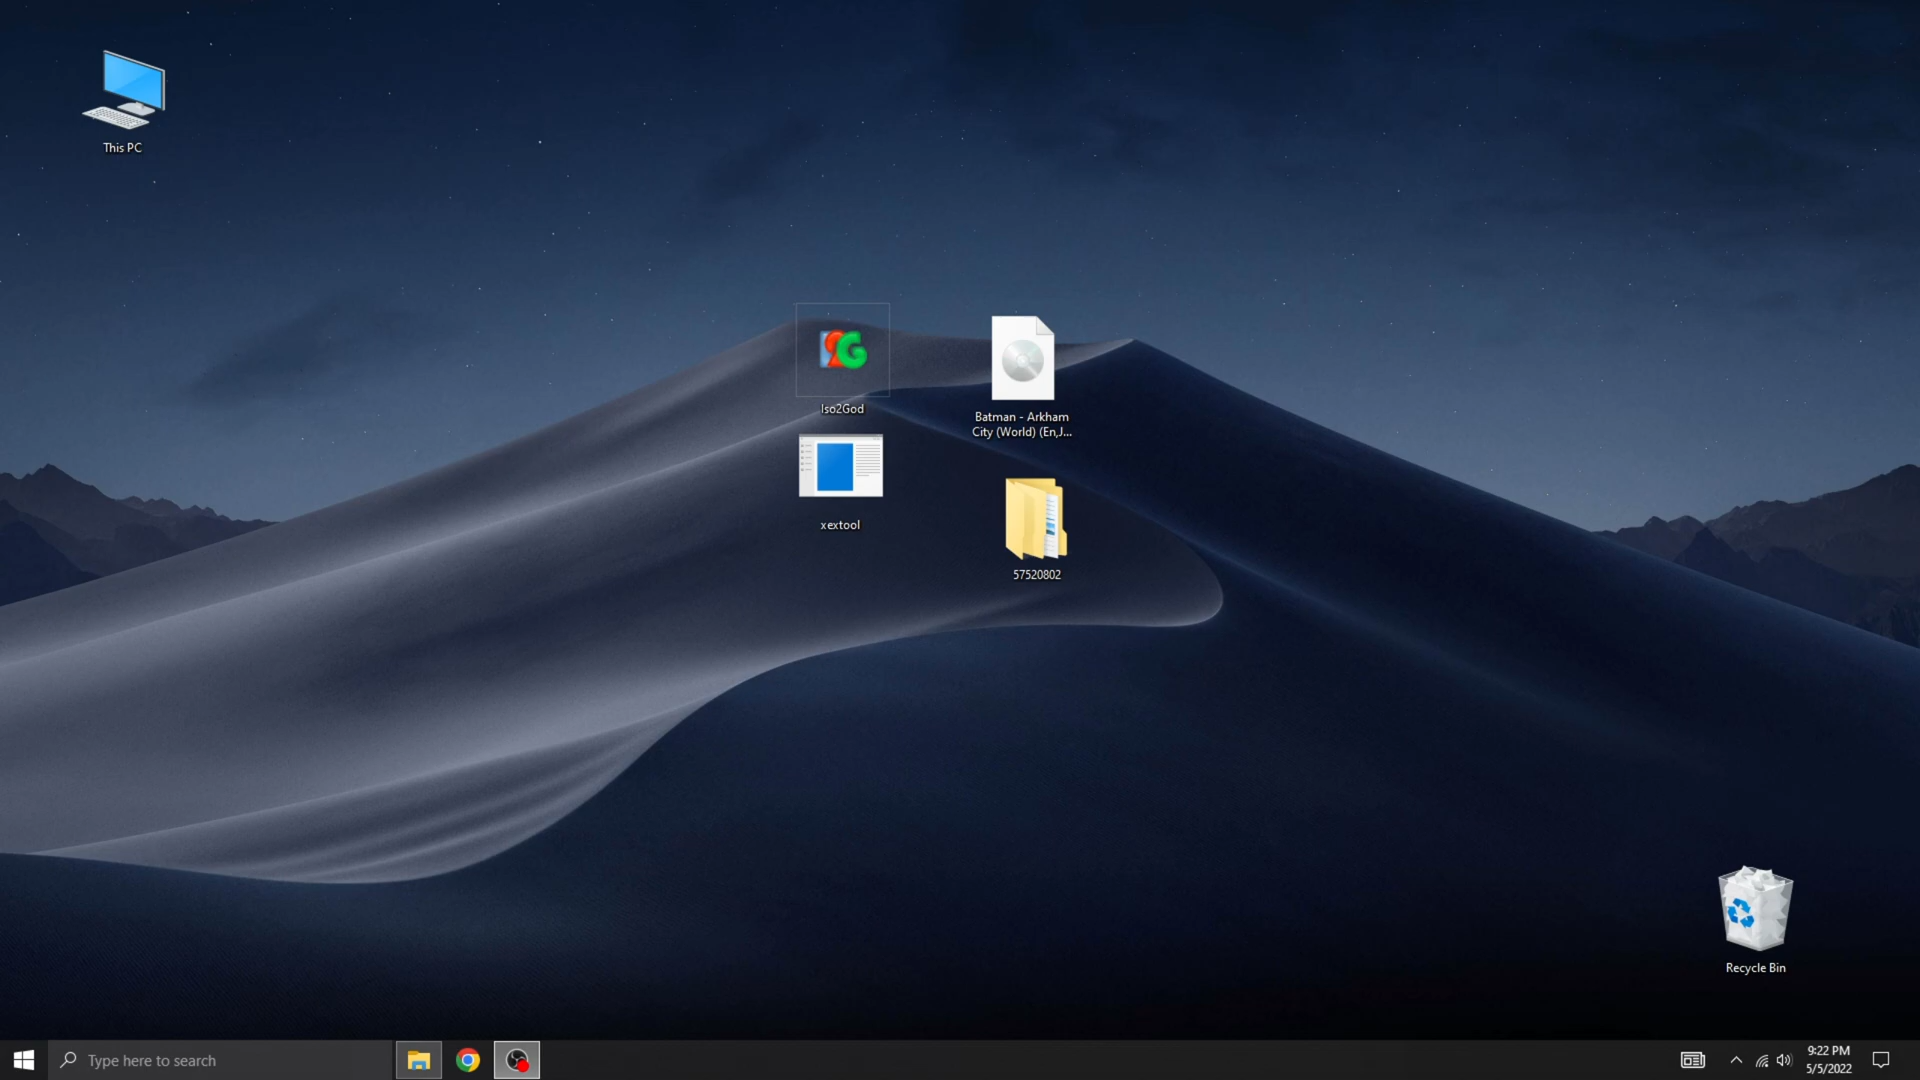 This PC
Iso2God
Batman - Arkham
City (World) (En,J...
xextool
57520802
Recycle Bin
Type here to search
9:22 PM
5/5/2022